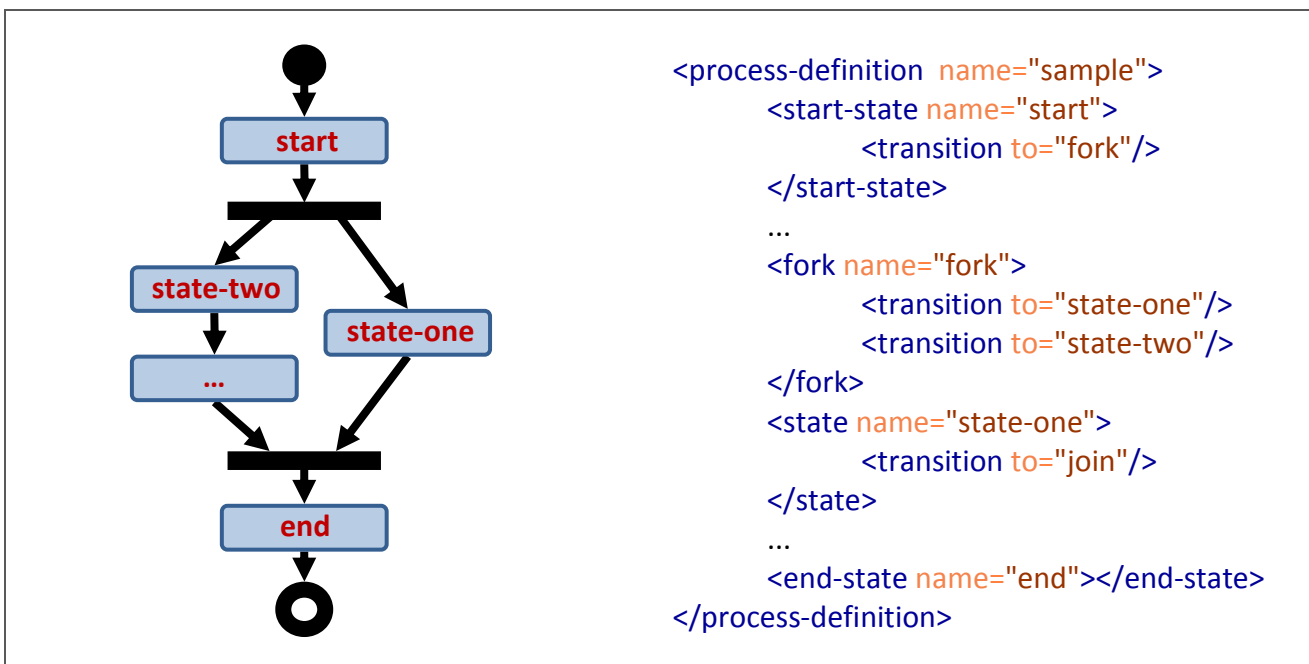 start
state-two
state-one
...
end
<process-definition name="sample">
<start-state name="start">
<transition to="fork"/>
</start-state>
...
<fork name="fork">
<transition to="state-one"/>
<transition to="state-two"/>
</fork>
<state name="state-one">
<transition to="join"/>
</state>
...
<end-state name="end"></end-state>
</process-definition>